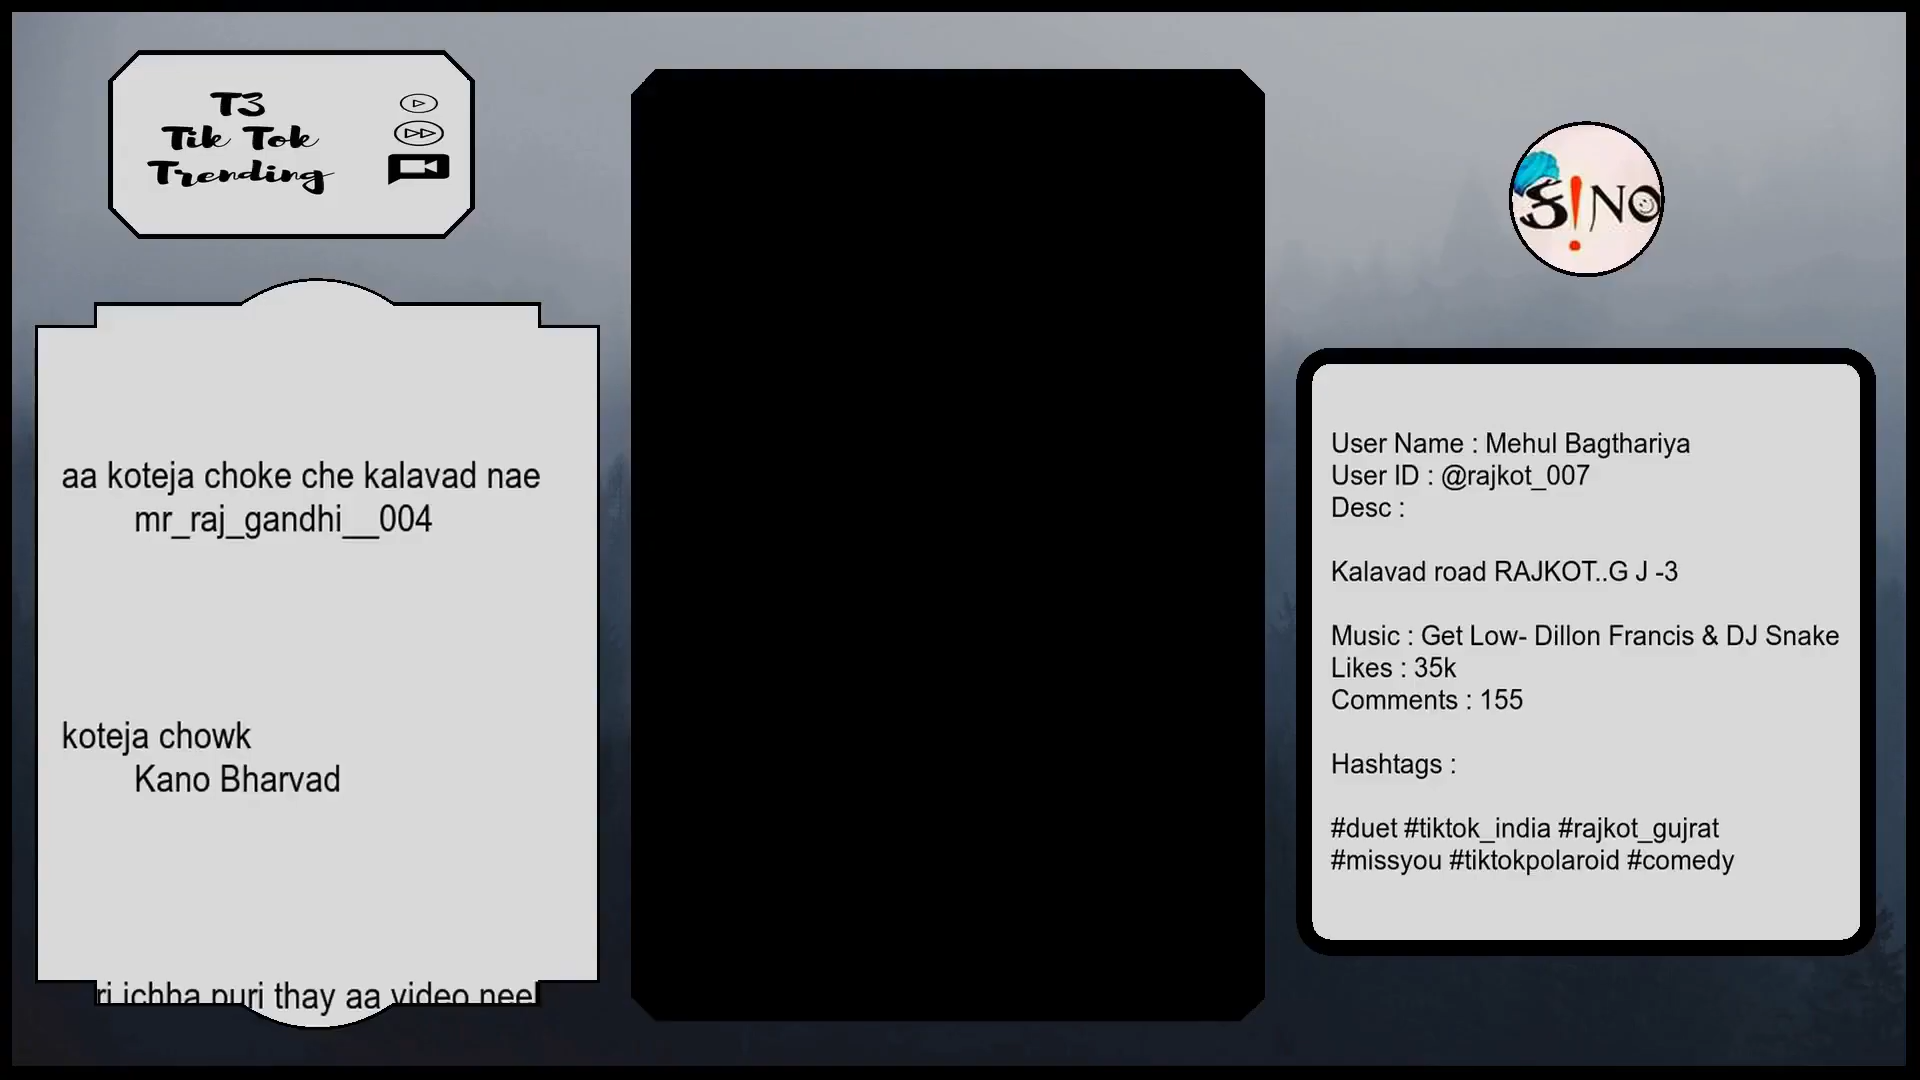 T3
Tik Tok
Trending
ક!NO
aa koteja choke che kalavad nae
mr_raj_gandhi__004
koteja chowk
Kano Bharvad
ichha puri thay aa video
User Name : Mehul Bagthariya
User ID : @rajkot_007
Desc :
Kalavad road RAJKOT..G J -3
Music : Get Low- Dillon Francis & DJ Snake
Likes : 35k
Comments : 155
Hashtags :
#duet #tiktok_india #rajkot_gujrat
#missyou #tiktokpolaroid #comedy